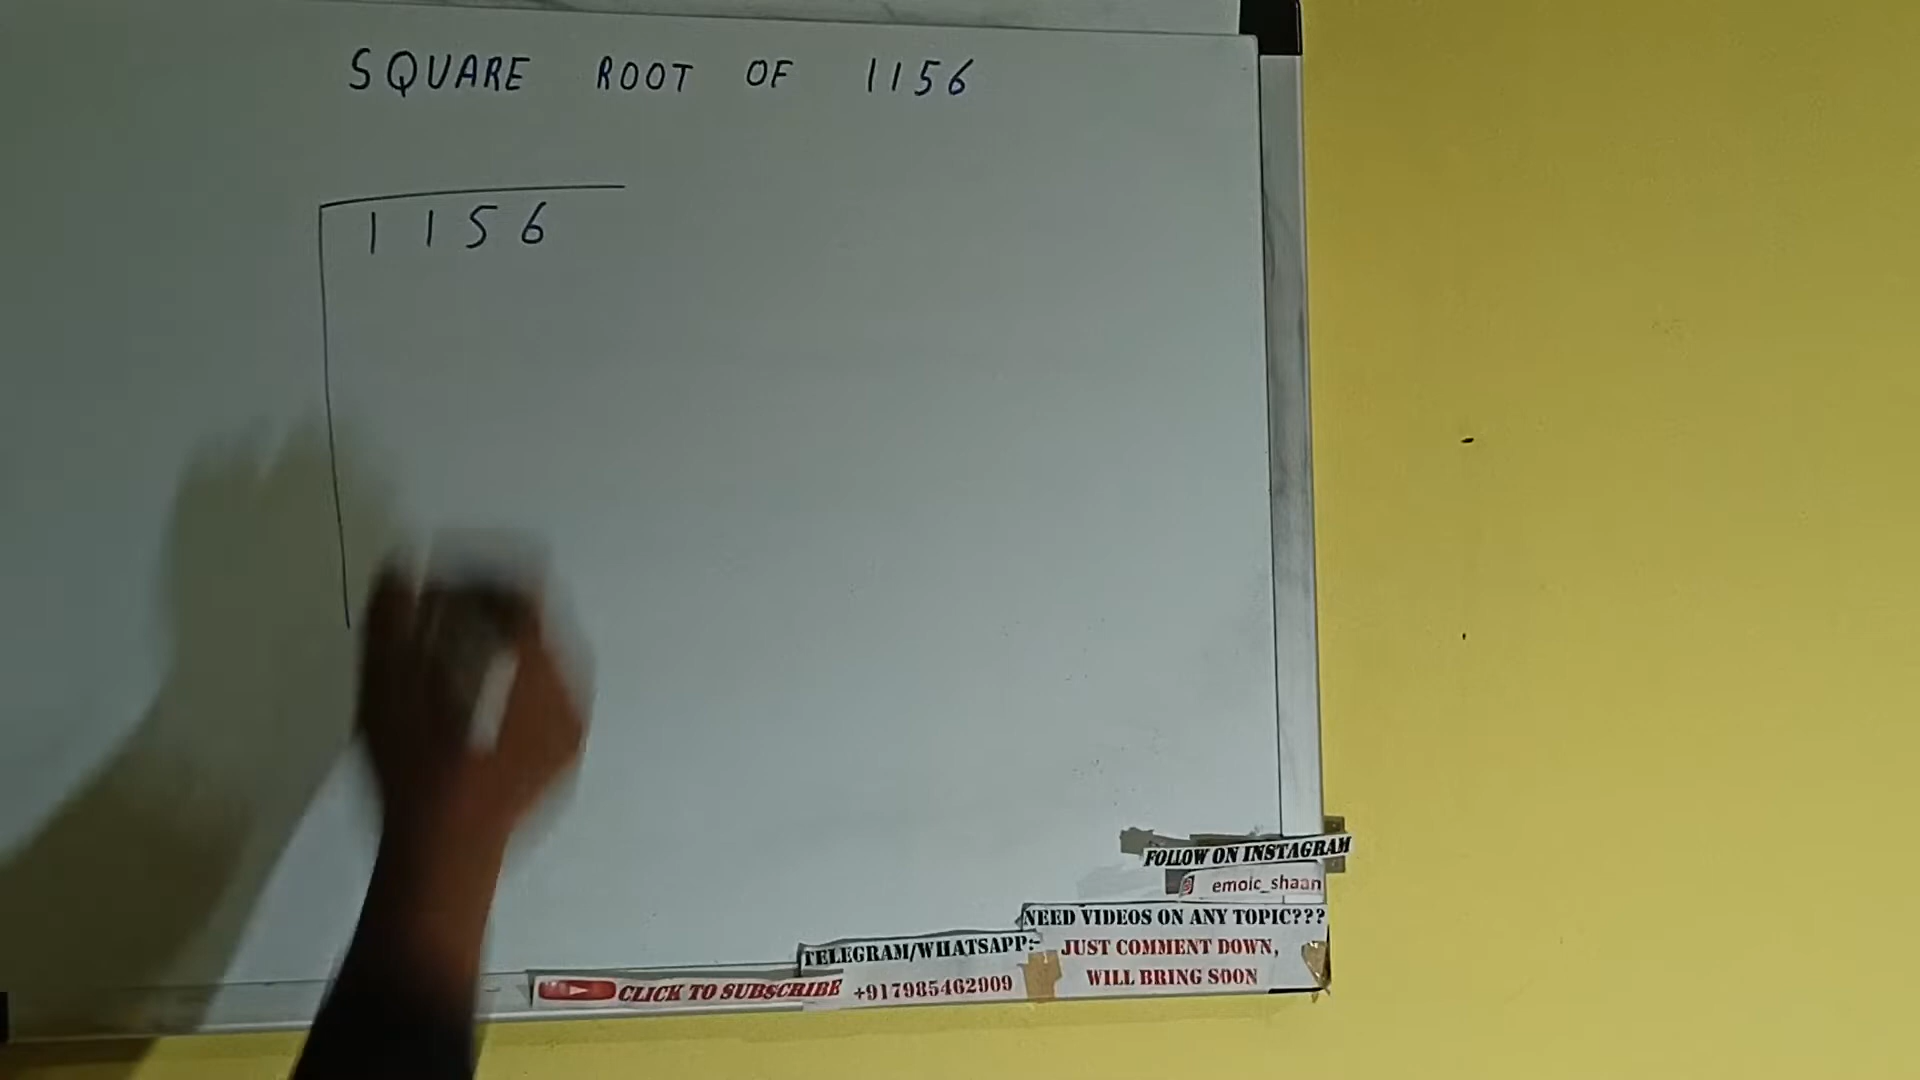 SQUARE ROOT OF 1156
1156
FOLLOW ON INSTAGRAM
emoic_shaan
NEED VIDEOS ON ANY TOPIC???
JUST COMMENT DOWN,
WILL BRING SOON
TELEGRAM/WHATSAPP:-
+917985462909
CLICK TO SUBSCRIBE